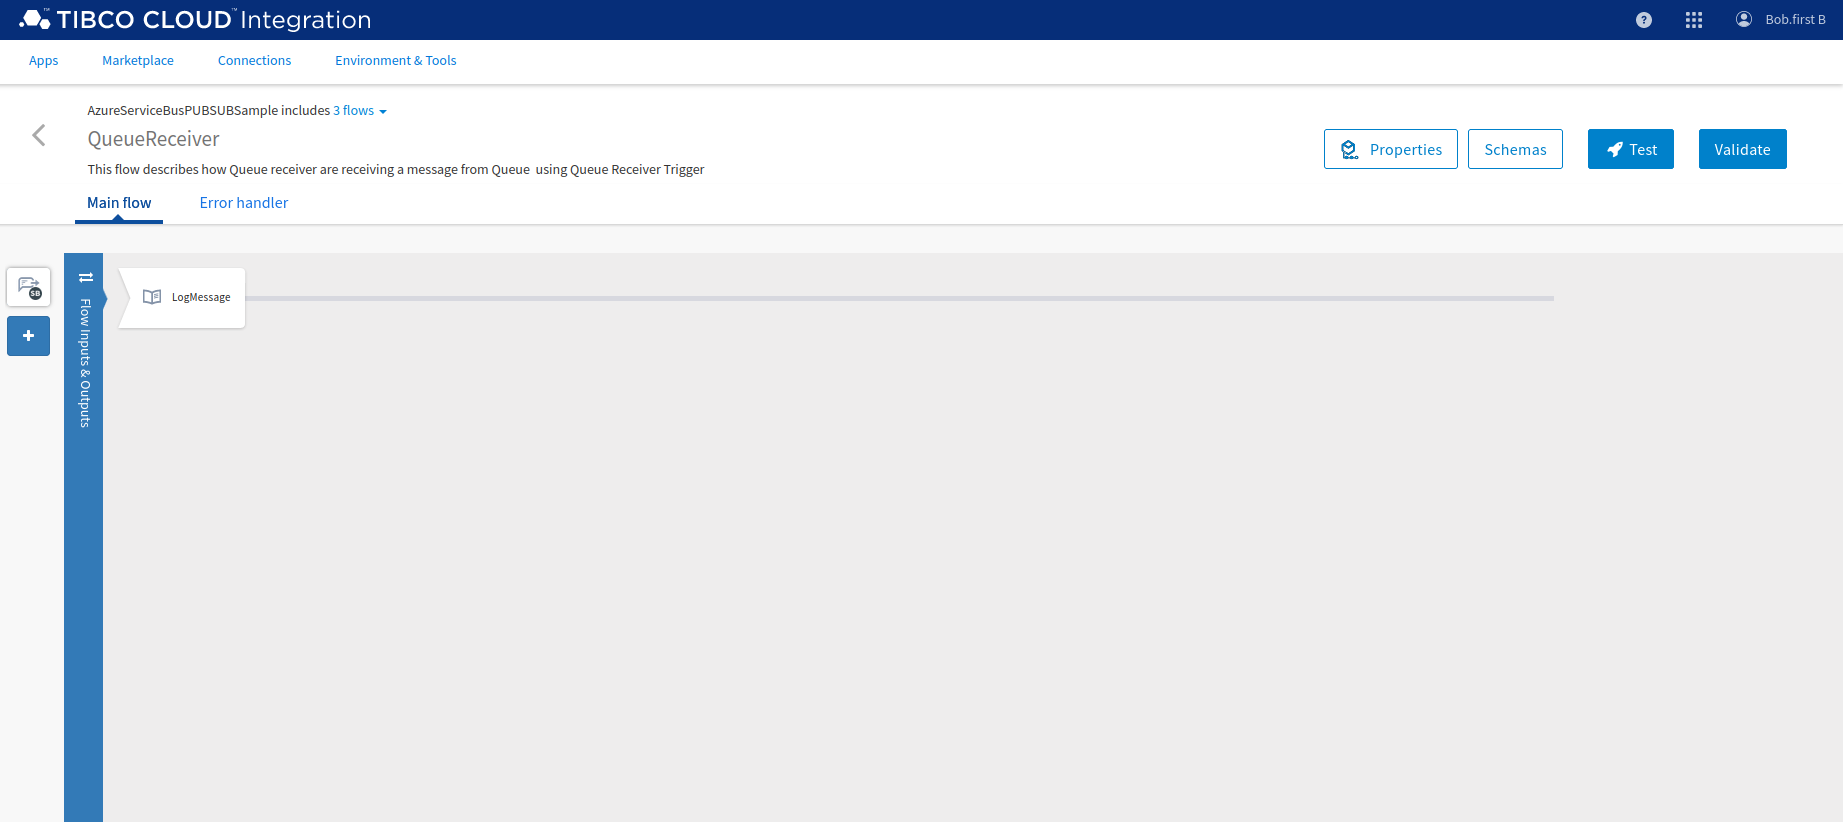 TIBCO CLOUD™ Integration
? Bob.first B
Apps Marketplace Connections Environment & Tools
AzureServiceBusPUBSUBSample includes 3 flows
QueueReceiver
This flow describes how Queue receiver are receiving a message from Queue  using Queue Receiver Trigger
Properties Schemas Test Validate
Main flow Error handler
SB
+
Flow Inputs & Outputs
LogMessage